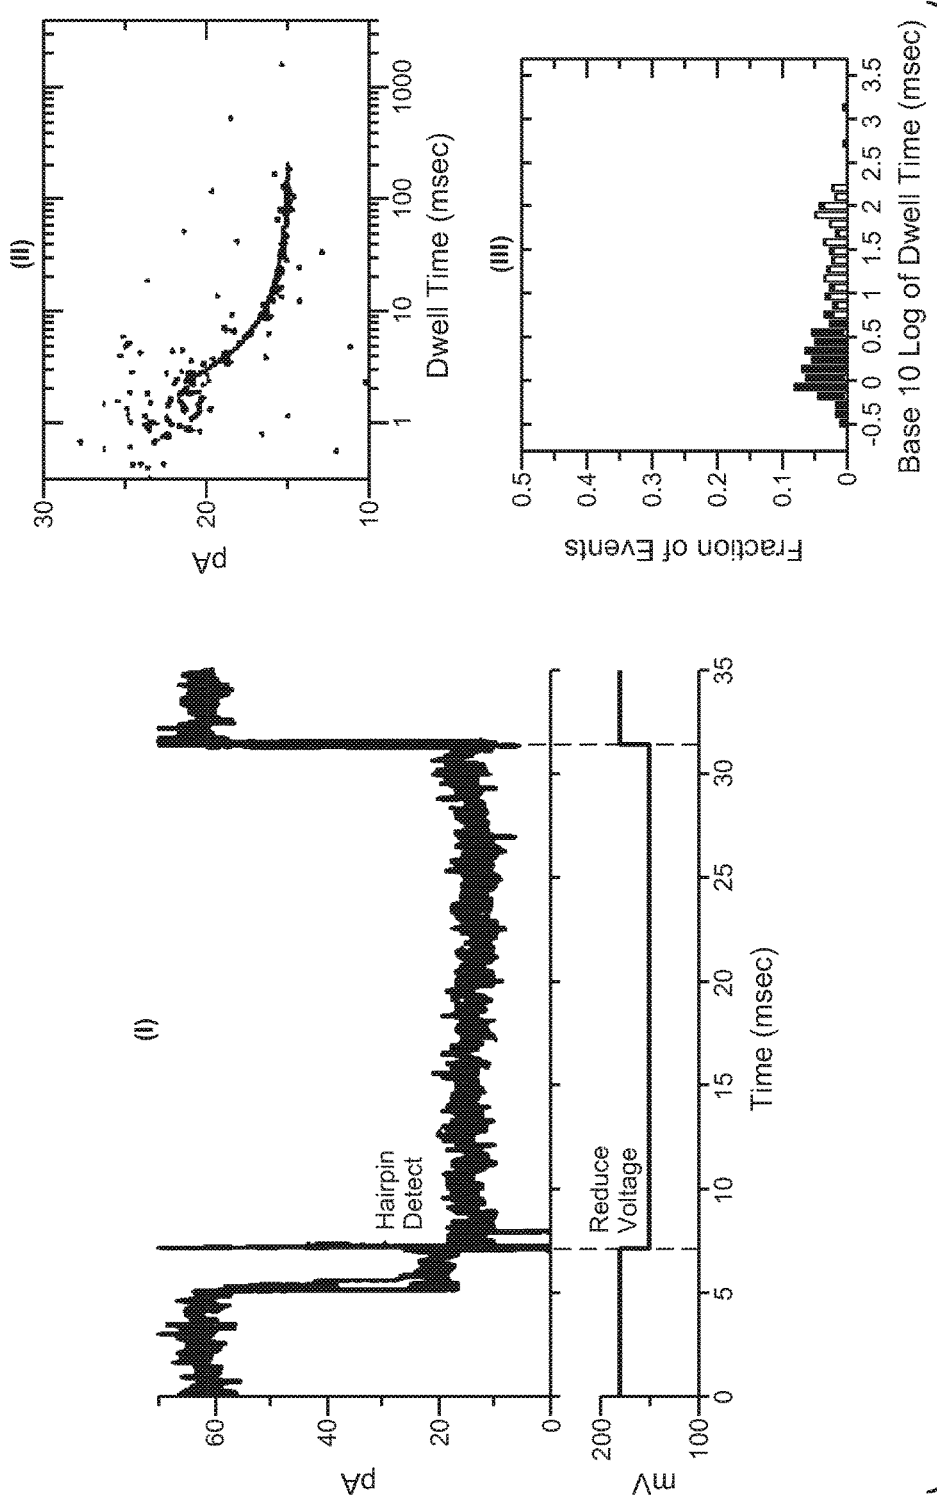 (I)
pA
60
40
20
0
Hairpin
Detect
mV
200
100
Reduce
Voltage
0
5
10
15
20
25
30
35
Time (msec)
(II)
pA
30
20
10
1
10
100
1000
Dwell Time (msec)
(III)
Fraction of Events
0.5
0.4
0.3
0.2
0.1
0
-0.5
0
0.5
1
1.5
2
2.5
3
3.5
Base 10 Log of Dwell Time (msec)